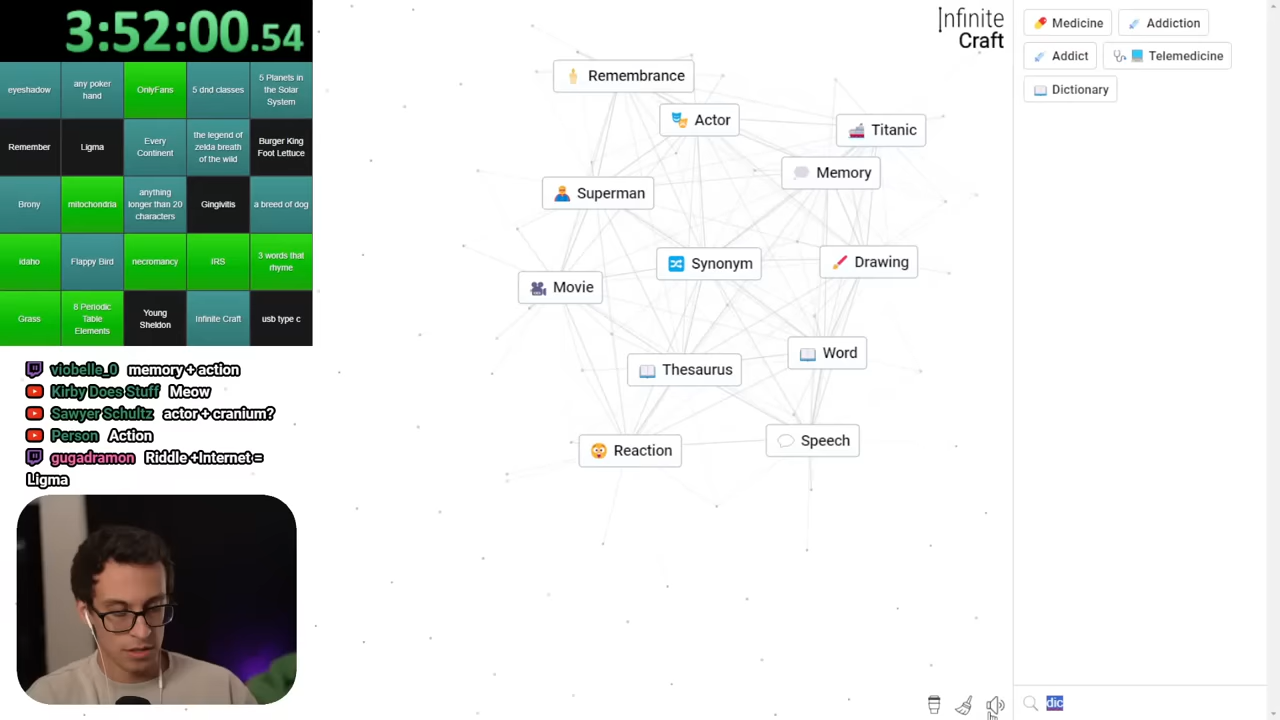 3:52:00.54
eyeshadow
any poker
hand
OnlyFans
5 dnd classes
5 Planets in
the Solar
System
Remember
Ligma
Every
Continent
the legend of
zelda breath
of the wild
Burger King
Foot Lettuce
Brony
mitochondria
anything
longer than 20
characters
Gingivitis
a breed of dog
idaho
Flappy Bird
necromancy
IRS
3 words that
rhyme
Grass
8 Periodic
Table
Elements
Young
Sheldon
Infinite Craft
usb type c
viobelle_0 memory + action
Kirby Does Stuff Meow
Sawyer Schultz actor + cranium?
Person Action
gugadramon Riddle +Internet =
Ligma
Infinite
Craft
Remembrance
Actor
Titanic
Memory
Superman
Synonym
Drawing
Movie
Word
Thesaurus
Speech
Reaction
Medicine
Addiction
Addict
Telemedicine
Dictionary
dic